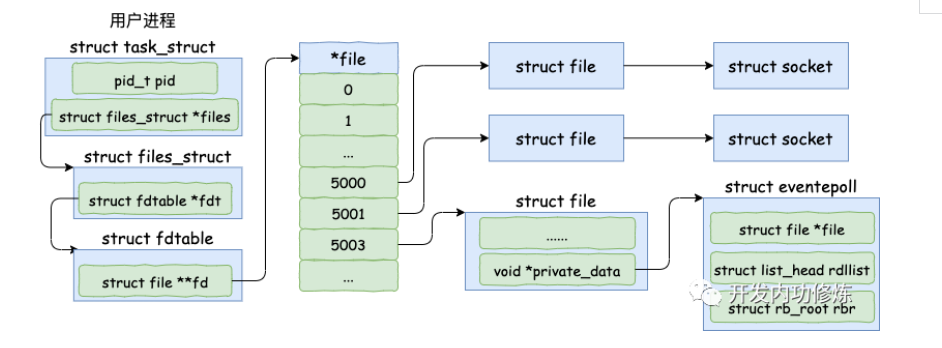 用户进程
struct task_struct
pid_t pid
struct files_struct *files
struct files_struct
struct fdtable *fdt
struct fdtable
struct file **fd
*file
0
1
...
5000
5001
5003
...
struct file
struct socket
struct file
struct socket
struct file
......
void *private_data
struct eventepoll
struct file *file
struct list_head rdllist
开发内功修炼
struct rb_root rbr